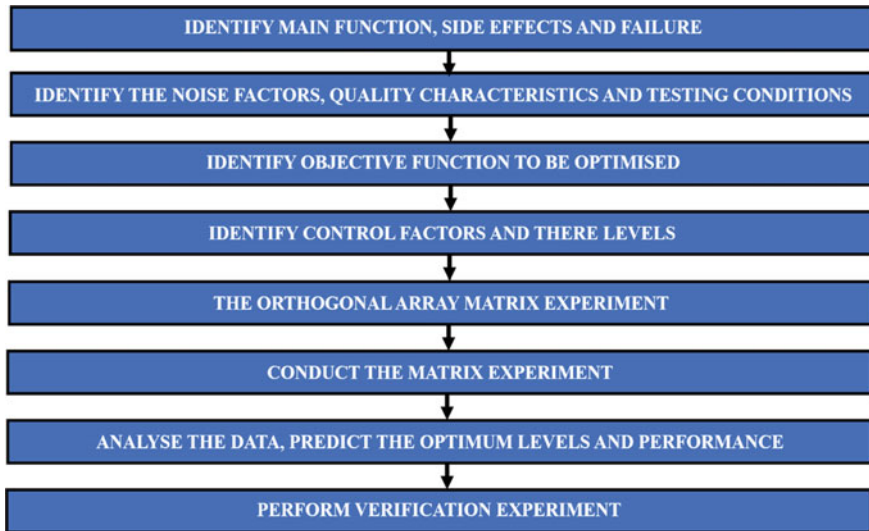 IDENTIFY MAIN FUNCTION, SIDE EFFECTS AND FAILURE
IDENTIFY THE NOISE FACTORS, QUALITY CHARACTERISTICS AND TESTING CONDITIONS
IDENTIFY OBJECTIVE FUNCTION TO BE OPTIMISED
IDENTIFY CONTROL FACTORS AND THERE LEVELS
THE ORTHOGONAL ARRAY MATRIX EXPERIMENT
CONDUCT THE MATRIX EXPERIMENT
ANALYSE THE DATA, PREDICT THE OPTIMUM LEVELS AND PERFORMANCE
PERFORM VERIFICATION EXPERIMENT